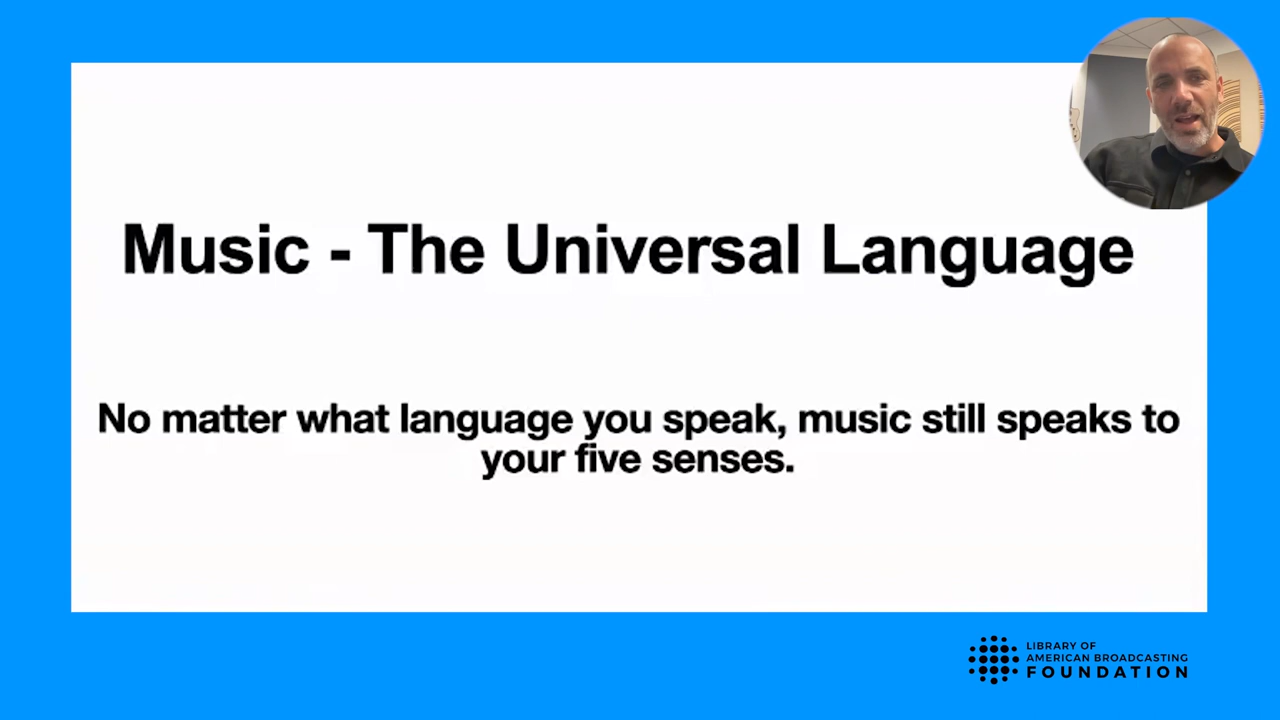 Music - The Universal Language
No matter what language you speak, music still speaks to
your five senses.
LIBRARY OF
AMERICAN BROADCASTING
FOUNDATION